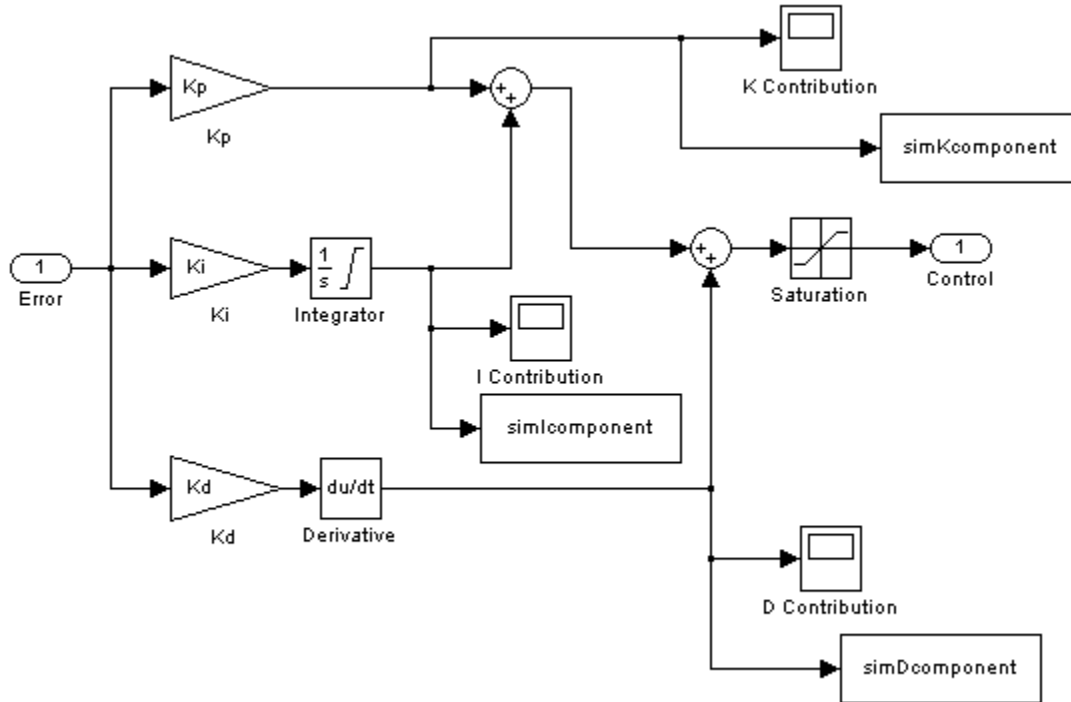 K Contribution
Kp
+
+
Kp
simKcomponent
1
Error
Ki
Ki
1
s
Integrator
+
+
Saturation
1
Control
I Contribution
simIcomponent
Kd
Kd
du/dt
Derivative
D Contribution
simDcomponent